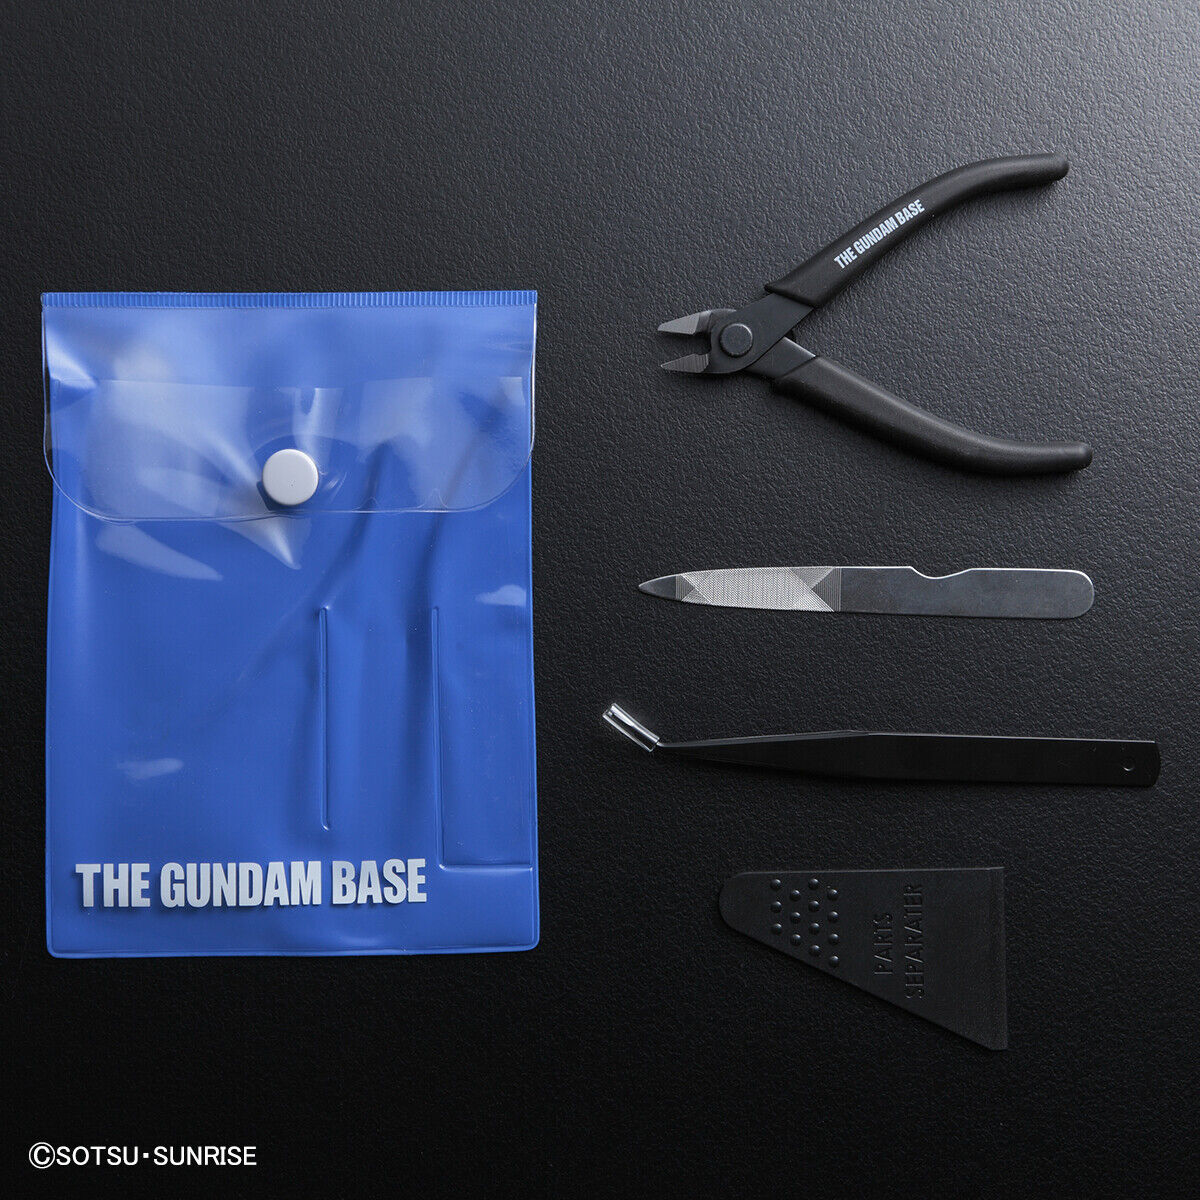 THE GUNDAM BASE
THE GUNDAM BASE
PARTS
SEPARATER
©SOTSU・SUNRISE